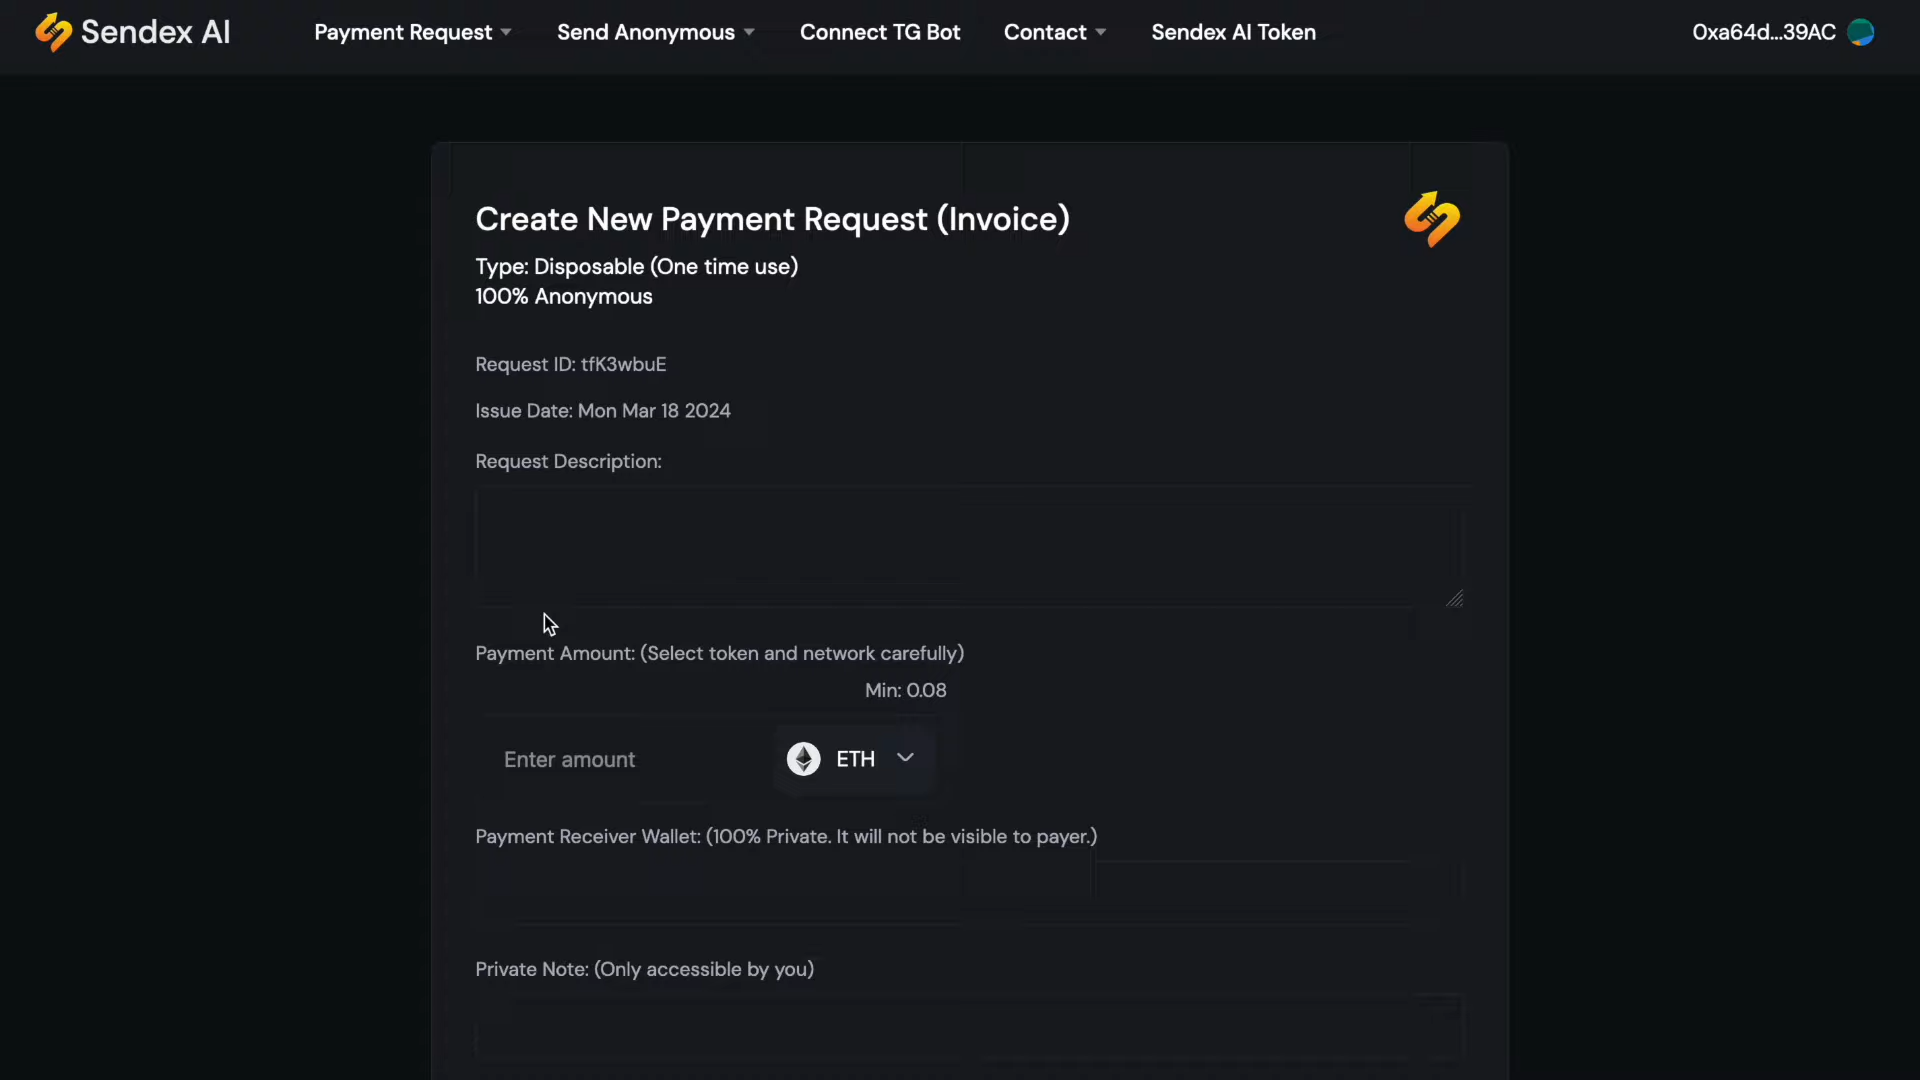 Sendex AI
Payment Request
Send Anonymous
Connect TG Bot
Contact
Sendex AI Token
0xa64d...39AC
Create New Payment Request (Invoice)
Type: Disposable (One time use)
100% Anonymous
Request ID: tfK3wbuE
Issue Date: Mon Mar 18 2024
Request Description:
Payment Amount: (Select token and network carefully)
Min: 0.08
Enter amount
ETH
Payment Receiver Wallet: (100% Private. It will not be visible to payer.)
Private Note: (Only accessible by you)